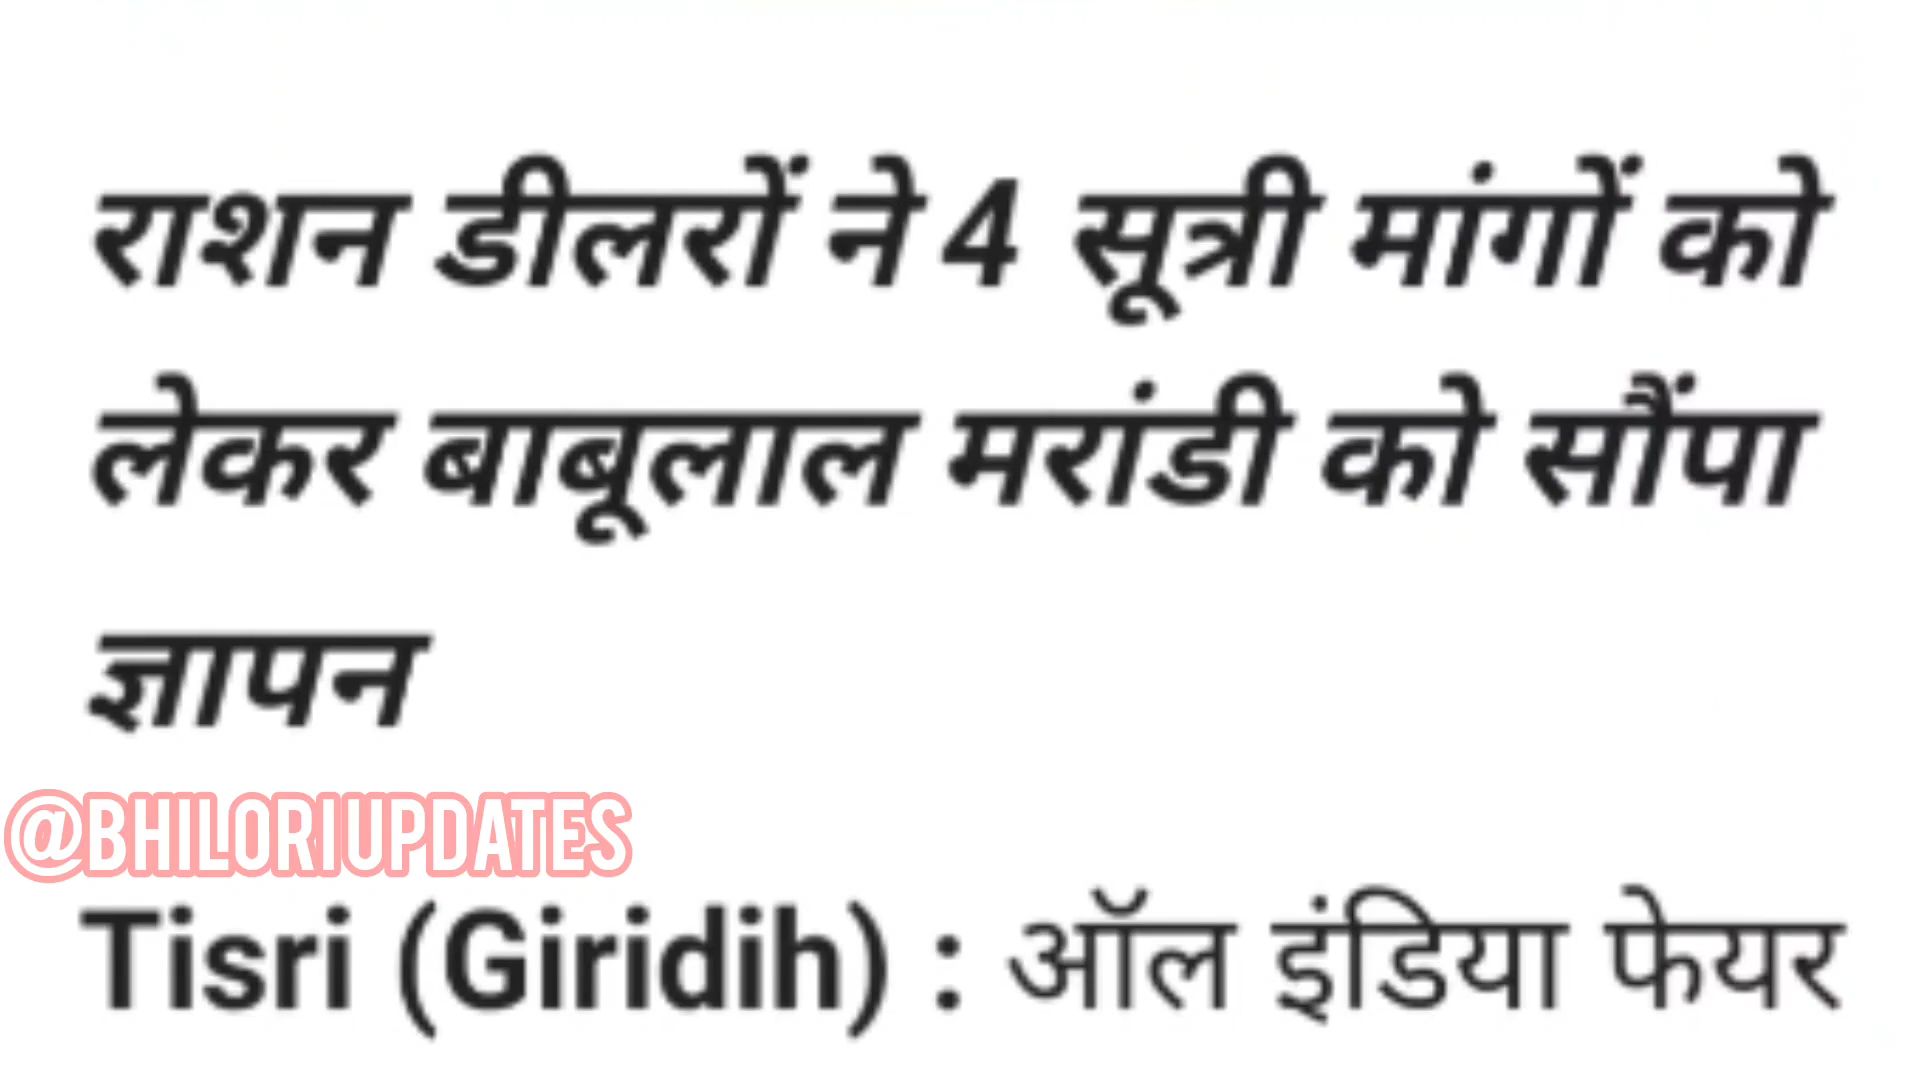 राशन डीलरों ने 4 सूत्री मांगों को
लेकर बाबूलाल मरांडी को सौंपा
ज्ञापन
@BHILORIUPDATES
Tisri (Giridih) : ऑल इंडिया फेयर